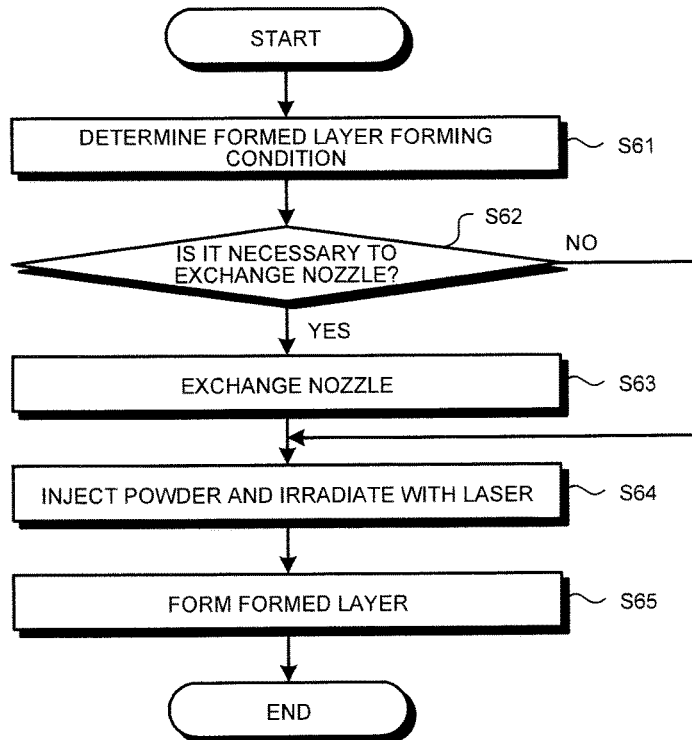 START
DETERMINE FORMED LAYER FORMING
CONDITION
S61
S62
IS IT NECESSARY TO
EXCHANGE NOZZLE?
NO
YES
EXCHANGE NOZZLE
S63
INJECT POWDER AND IRRADIATE WITH LASER
S64
FORM FORMED LAYER
S65
END